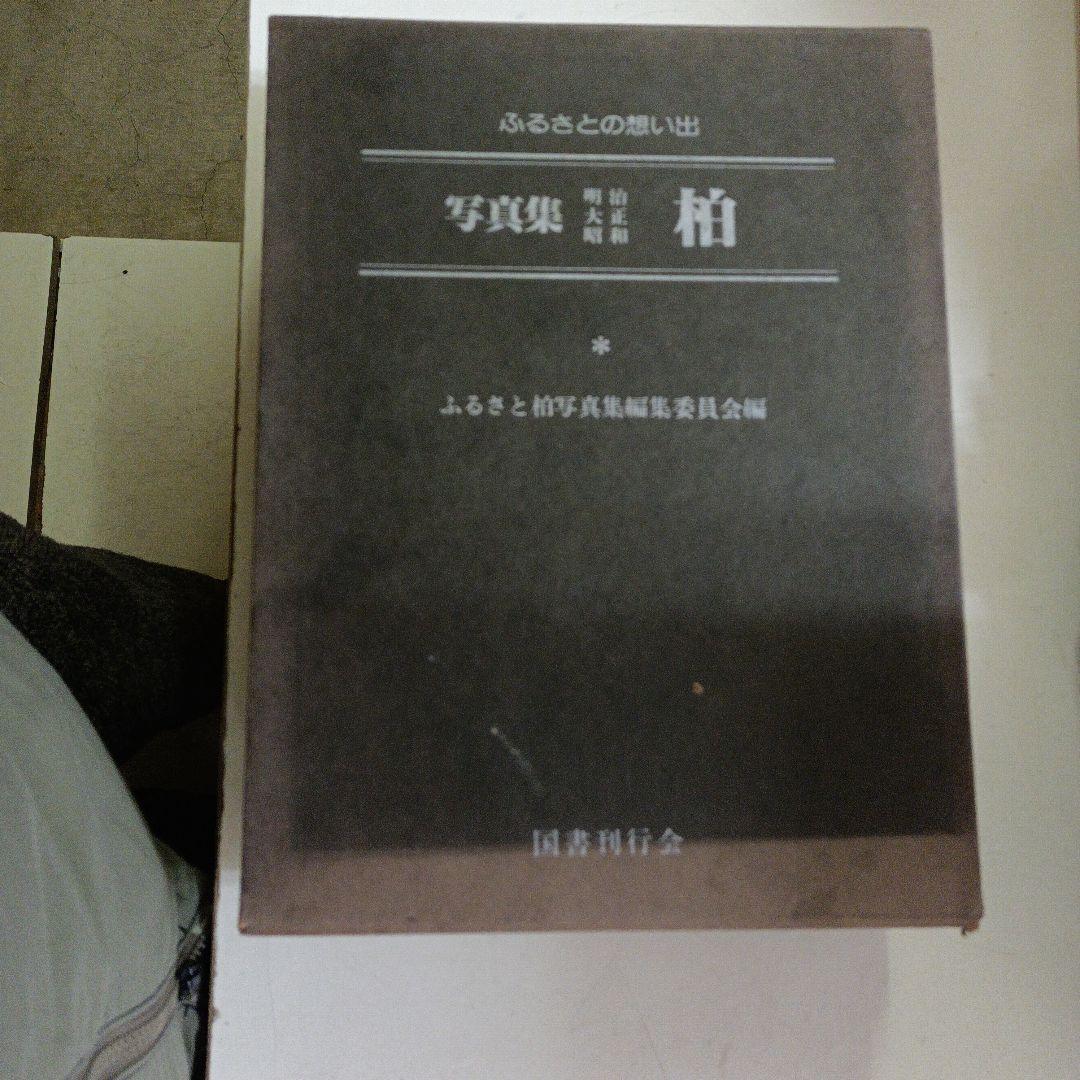 ふるさとの想い出
写真集 明治大正昭和 柏
*
ふるさと柏写真集編集委員会編
国書刊行会